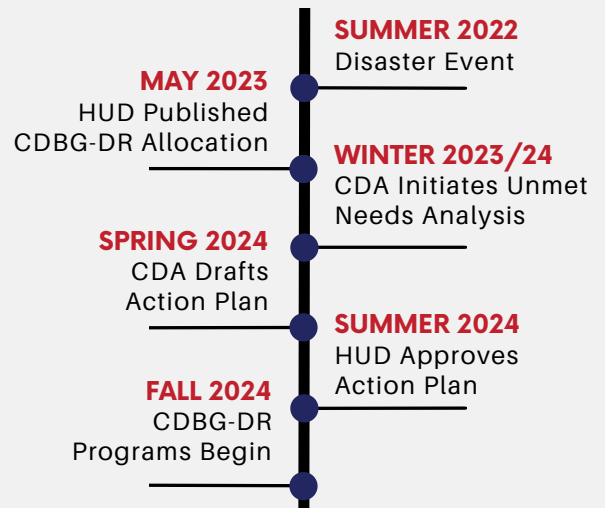 SUMMER 2022
Disaster Event
MAY 2023
HUD Published
CDBG-DR Allocation
WINTER 2023/24
CDA Initiates Unmet
Needs Analysis
SPRING 2024
CDA Drafts
Action Plan
SUMMER 2024
HUD Approves
Action Plan
FALL 2024
CDBG-DR
Programs Begin